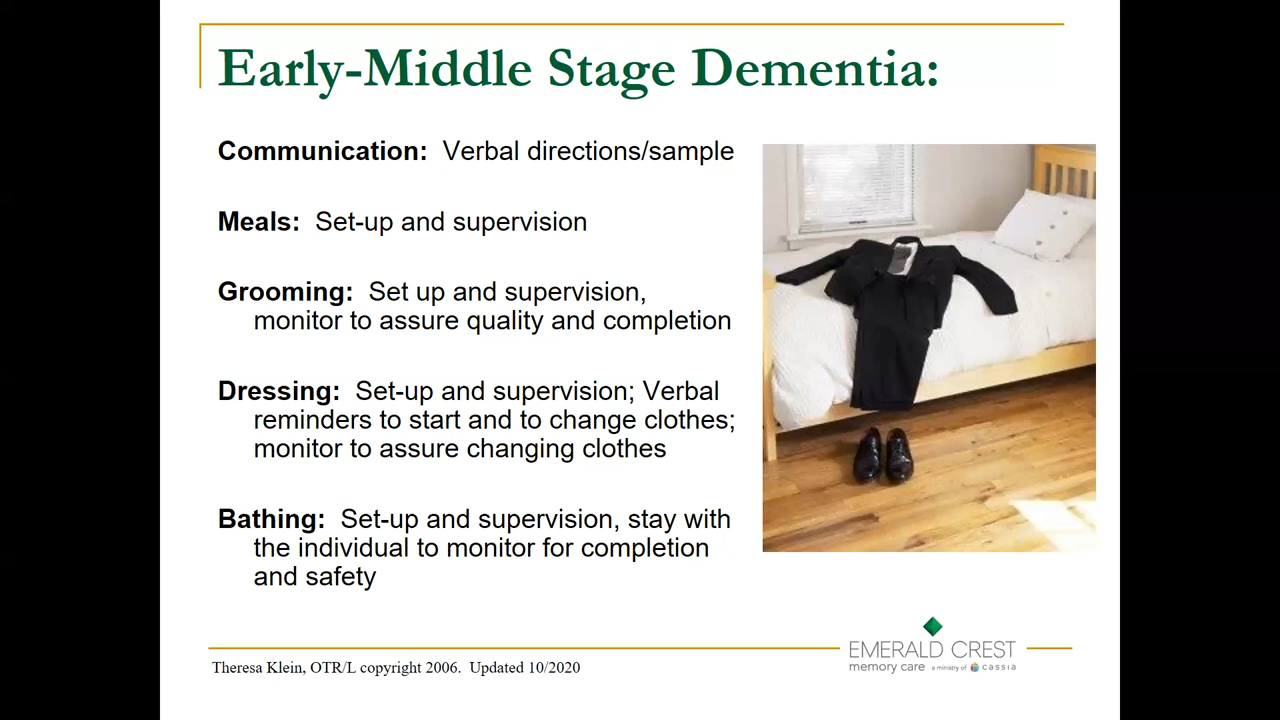 Early-Middle Stage Dementia:
Communication: Verbal directions/sample
Meals: Set-up and supervision
Grooming: Set up and supervision,
monitor to assure quality and completion
Dressing: Set-up and supervision; Verbal
reminders to start and to change clothes;
monitor to assure changing clothes
Bathing: Set-up and supervision, stay with
the individual to monitor for completion
and safety
Theresa Klein, OTR/L copyright 2006. Updated 10/2020
EMERALD CREST
memory care a ministry of cassia